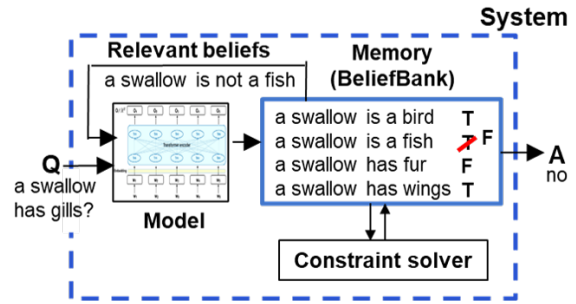 System
Relevant beliefs
a swallow is not a fish
Memory
(BeliefBank)
a swallow is a bird T
a swallow is a fish T F
a swallow has fur F
a swallow has wings T
Q
a swallow
has gills?
Model
A
no
Constraint solver